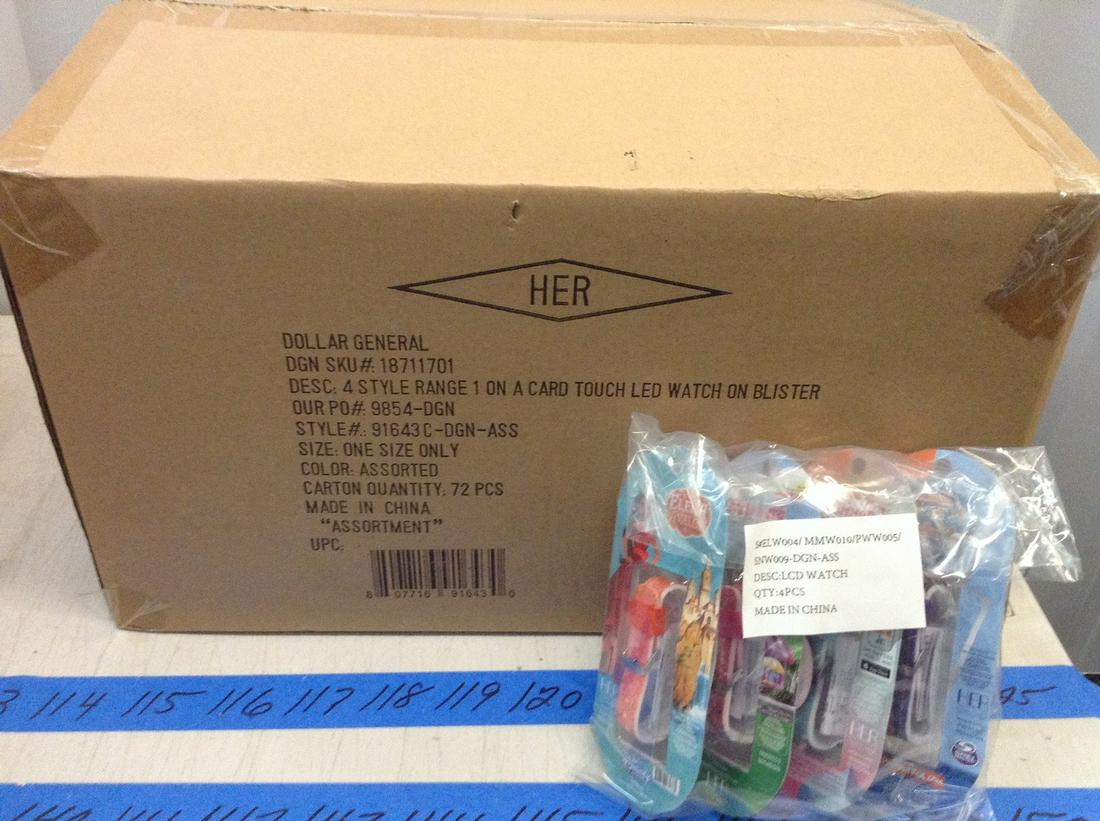 HER
DOLLAR GENERAL
DGN SKU#: 18711701
DESC: 4 STYLE RANGE 1 ON A CARD TOUCH LED WATCH ON BLISTER
OUR PO#: 9854-DGN
STYLE#.: 91643C-DGN-ASS
SIZE: ONE SIZE ONLY
COLOR: ASSORTED
CARTON QUANTITY: 72 PCS
MADE IN CHINA
"ASSORTMENT"
UPC:
8 07716 91643 0
S#ELW004/ MMW010/PWW005/
SNW009-DGN-ASS
DESC:LCD WATCH
QTY:4PCS
MADE IN CHINA
HER
HER
114 115 116 117 118 119 120